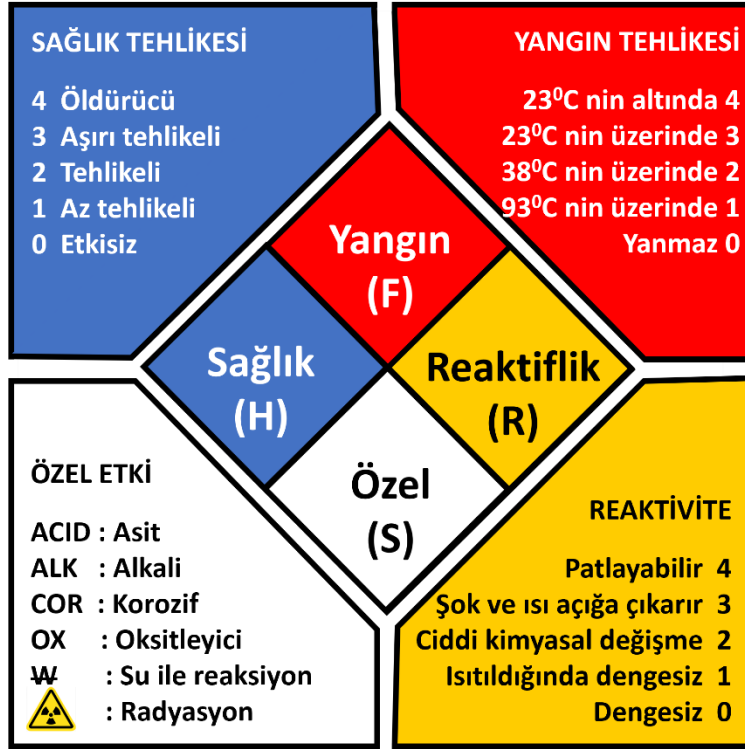 SAĞLIK TEHLİKESİ
4 Öldürücü
3 Aşırı tehlikeli
2 Tehlikeli
1 Az tehlikeli
0 Etkisiz
YANGIN TEHLİKESİ
23⁰C nin altında 4
23⁰C nin üzerinde 3
38⁰C nin üzerinde 2
93⁰C nin üzerinde 1
Yanmaz 0
Yangın
(F)
Sağlık
(H)
Reaktiflik
(R)
Özel
(S)
ÖZEL ETKİ
ACID : Asit
ALK : Alkali
COR : Korozif
OX : Oksitleyici
W̶ : Su ile reaksiyon
: Radyasyon
REAKTİVİTE
Patlayabilir 4
Şok ve ısı açığa çıkarır 3
Ciddi kimyasal değişme 2
Isıtıldığında dengesiz 1
Dengesiz 0